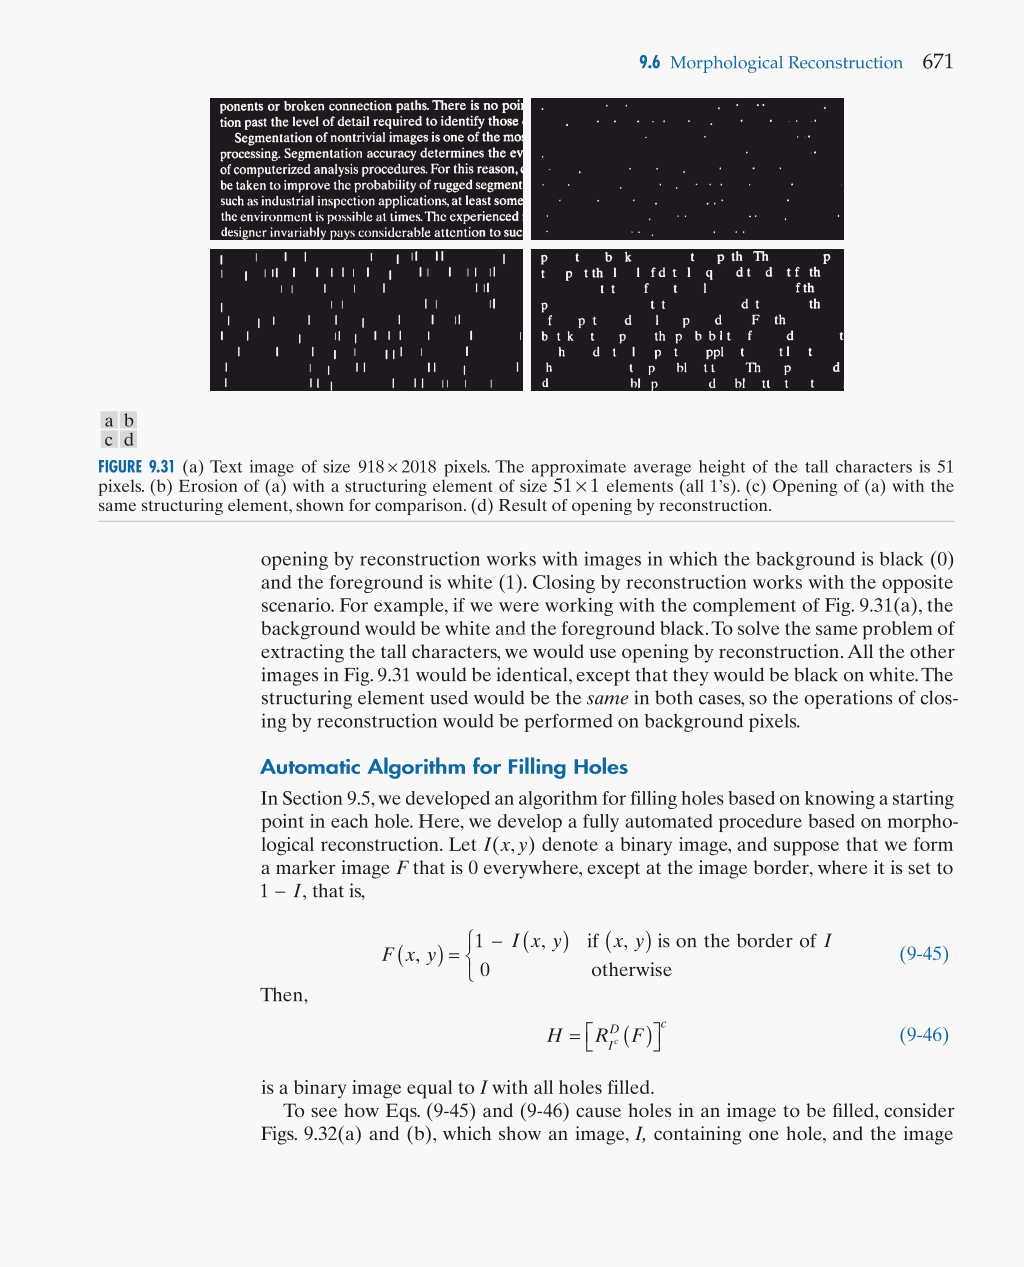 9.6 Morphological Reconstruction 671
ponents or broken connection paths. There is no poi
tion past the level of detail required to identify those
Segmentation of nontrivial images is one of the mo
processing. Segmentation accuracy determines the ev
of computerized analysis procedures. For this reason,
be taken to improve the probability of rugged segment
such as industrial inspection applications, at least some
the environment is possible at times. The experienced
designer invariably pays considerable attention to suc
p t b k t p th Th p
t p t th l l f d t l q d t d t f th
t t f t l f th
p t t d t th
f p t d l p d F th
b t k t p th p b b l t f d t
h d t l p t ppl t t l t
h t p bl t t Th p d
d bl p d bl tt t t
a b
c d
FIGURE 9.31 (a) Text image of size 918 × 2018 pixels. The approximate average height of the tall characters is 51
pixels. (b) Erosion of (a) with a structuring element of size 51 × 1 elements (all 1's). (c) Opening of (a) with the
same structuring element, shown for comparison. (d) Result of opening by reconstruction.
opening by reconstruction works with images in which the background is black (0)
and the foreground is white (1). Closing by reconstruction works with the opposite
scenario. For example, if we were working with the complement of Fig. 9.31(a), the
background would be white and the foreground black. To solve the same problem of
extracting the tall characters, we would use opening by reconstruction. All the other
images in Fig. 9.31 would be identical, except that they would be black on white. The
structuring element used would be the same in both cases, so the operations of clos-
ing by reconstruction would be performed on background pixels.
Automatic Algorithm for Filling Holes
In Section 9.5, we developed an algorithm for filling holes based on knowing a starting
point in each hole. Here, we develop a fully automated procedure based on morpho-
logical reconstruction. Let I(x, y) denote a binary image, and suppose that we form
a marker image F that is 0 everywhere, except at the image border, where it is set to
1 − I, that is,
F(x, y) = { 1 − I(x, y) if (x, y) is on the border of I
0 otherwise (9-45)
Then,
H = [R_{I^c}^D (F)]^c (9-46)
is a binary image equal to I with all holes filled.
To see how Eqs. (9-45) and (9-46) cause holes in an image to be filled, consider
Figs. 9.32(a) and (b), which show an image, I, containing one hole, and the image